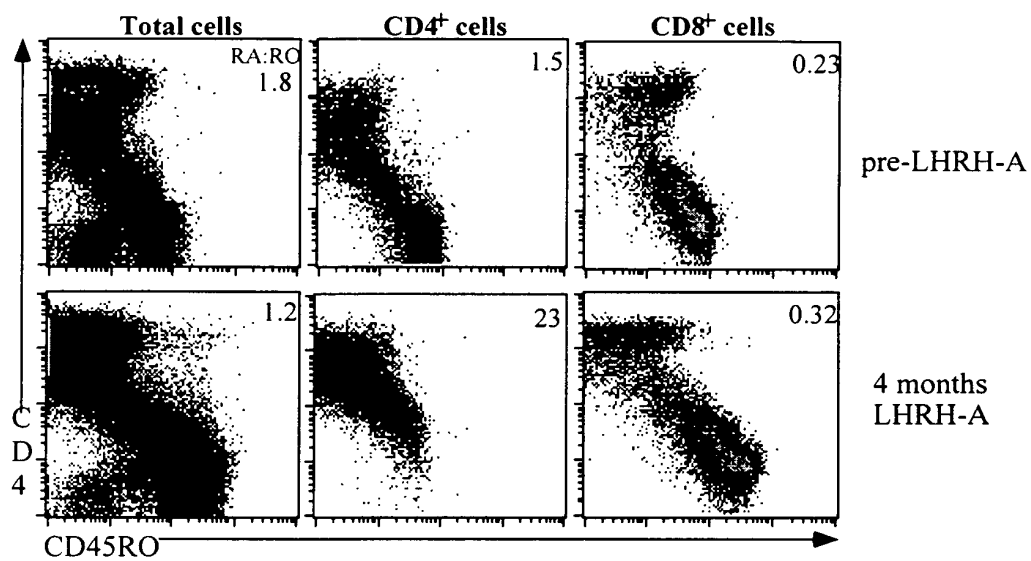 Total cells CD4+ cells CD8+ cells
RA:RO
1.8
1.5
0.23
pre-LHRH-A
1.2
23
0.32
4 months
LHRH-A
CD4
CD45RO